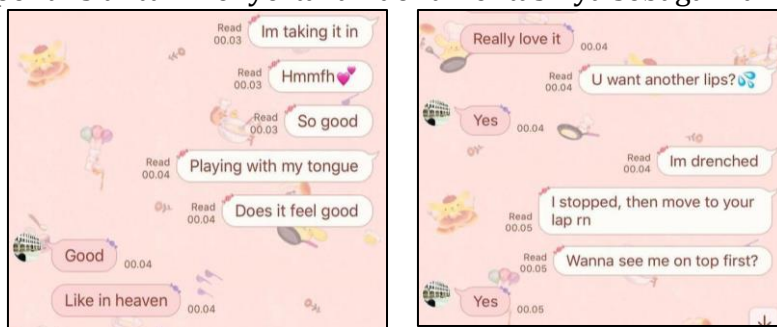 Read
00.03
Im taking it in
Read
00.03
Hmmfh💕
Read
00.03
So good
Read
00.04
Playing with my tongue
Read
00.04
Does it feel good
Good
00.04
Like in heaven
00.04
Really love it
00.04
Read
00.04
U want another lips?💦
Yes
00.04
Read
00.04
Im drenched
Read
00.05
I stopped, then move to your
lap rn
Read
00.05
Wanna see me on top first?
Yes
00.05